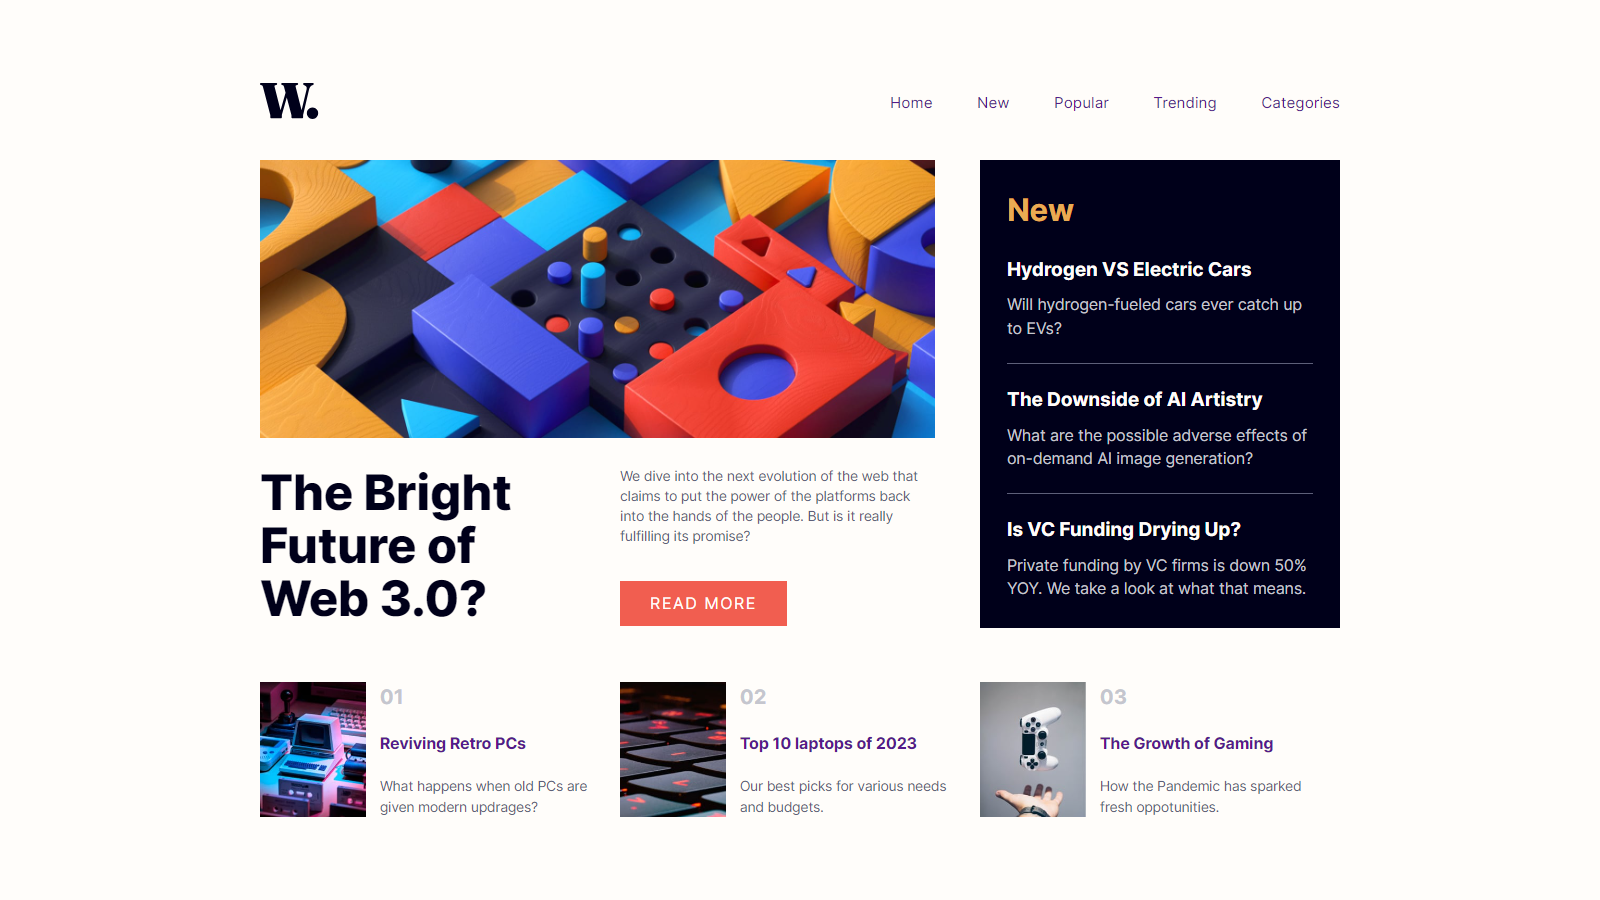 W.
Home New Popular Trending Categories
The Bright
Future of
Web 3.0?
We dive into the next evolution of the web that
claims to put the power of the platforms back
into the hands of the people. But is it really
fulfilling its promise?
READ MORE
New
Hydrogen VS Electric Cars
Will hydrogen-fueled cars ever catch up
to EVs?
The Downside of AI Artistry
What are the possible adverse effects of
on-demand AI image generation?
Is VC Funding Drying Up?
Private funding by VC firms is down 50%
YOY. We take a look at what that means.
01
Reviving Retro PCs
What happens when old PCs are
given modern updrages?
02
Top 10 laptops of 2023
Our best picks for various needs
and budgets.
03
The Growth of Gaming
How the Pandemic has sparked
fresh oppotunities.